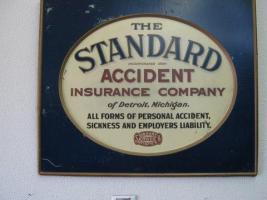 THE
STANDARD
ACCIDENT
INSURANCE COMPANY
of Detroit, Michigan.
ALL FORMS OF PERSONAL ACCIDENT,
SICKNESS AND EMPLOYERS LIABILITY.